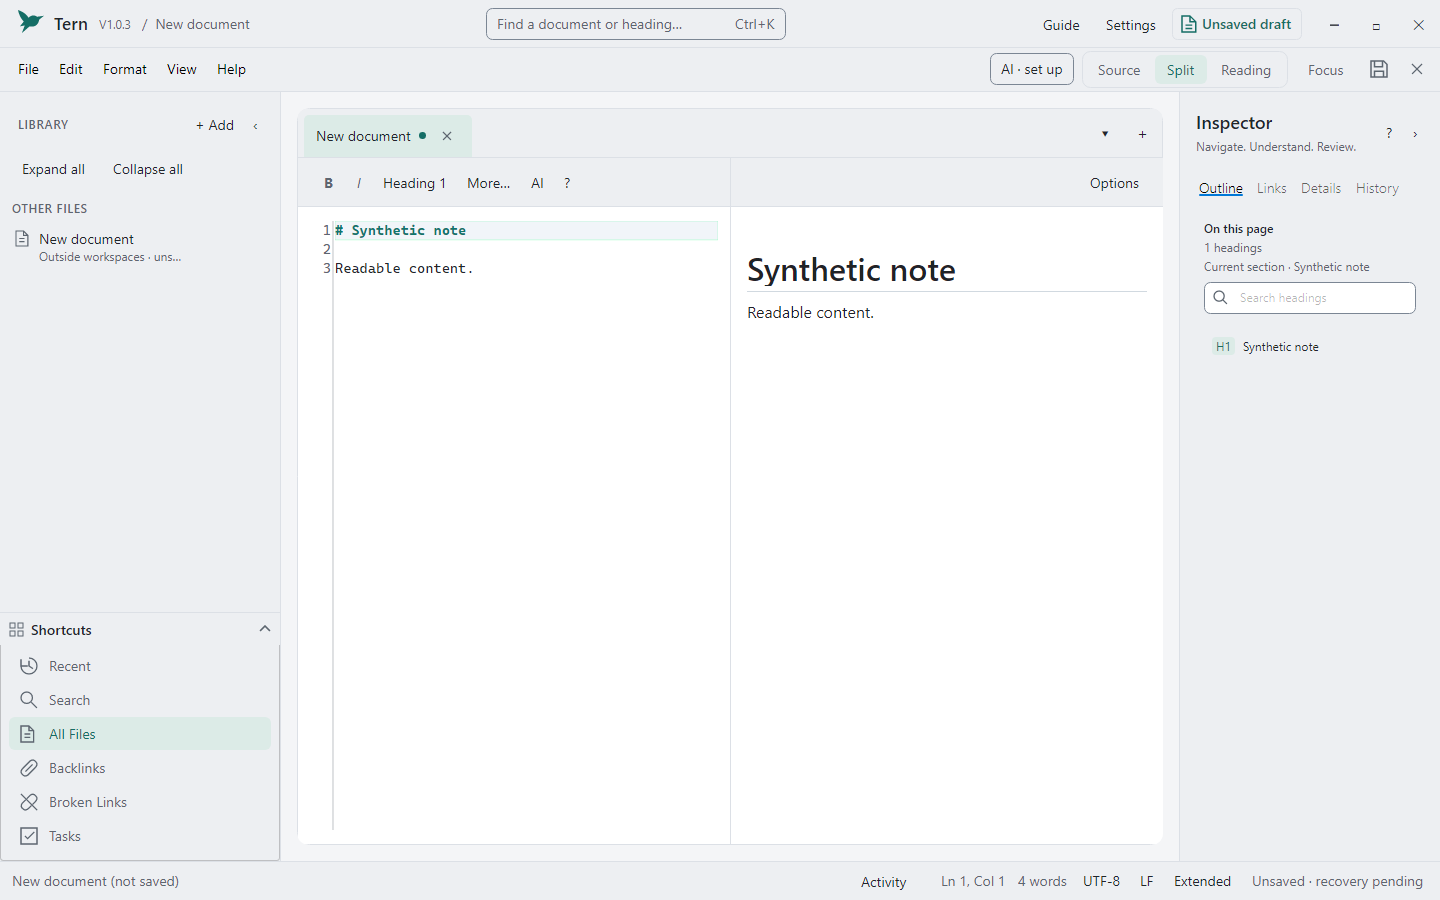 Tern V1.0.3 / New document
Find a document or heading... Ctrl+K
Guide Settings Unsaved draft
File Edit Format View Help
AI · set up Source Split Reading Focus
LIBRARY + Add ‹
Expand all Collapse all
OTHER FILES
New document
Outside workspaces · uns...
Shortcuts
Recent
Search
All Files
Backlinks
Broken Links
Tasks
New document
B I Heading 1 More... AI ? Options
1 # Synthetic note
2
3 Readable content.
Synthetic note
Readable content.
Inspector
Navigate. Understand. Review.
? ›
Outline Links Details History
On this page
1 headings
Current section · Synthetic note
Search headings
H1 Synthetic note
New document (not saved)
Activity Ln 1, Col 1 4 words UTF-8 LF Extended Unsaved · recovery pending